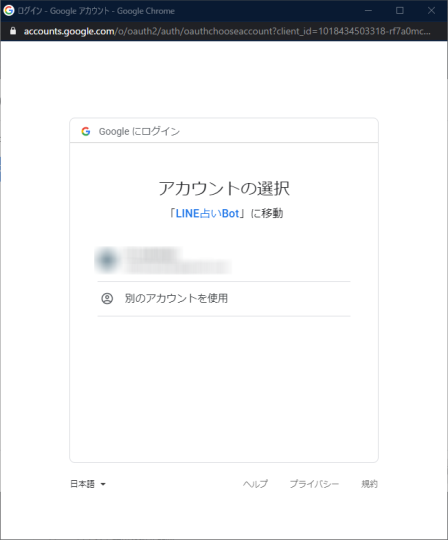 ログイン - Google アカウント - Google Chrome
accounts.google.com/o/oauth2/auth/oauthchooseaccount?client_id=1018434503318-rf7a0mc...
Google にログイン
アカウントの選択
「LINE占いBot」に移動
別のアカウントを使用
日本語 ヘルプ プライバシー 規約